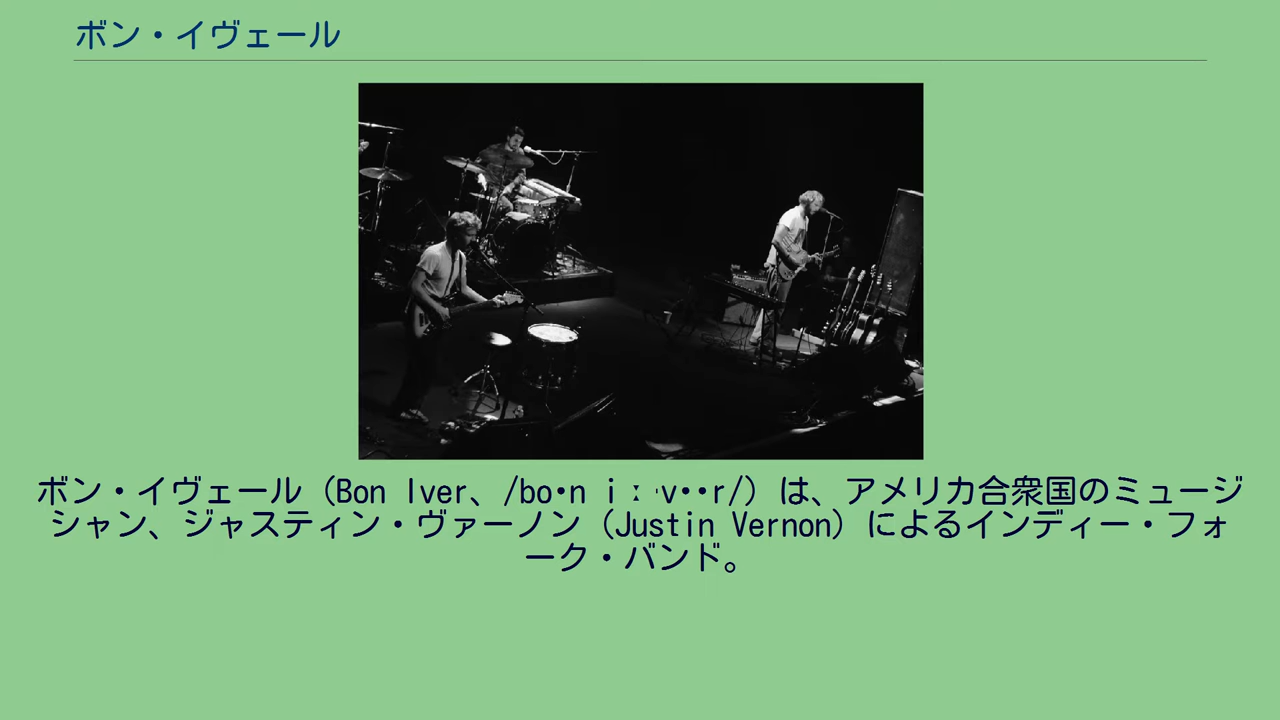 ボン・イヴェール
ボン・イヴェール（Bon Iver、/bo•n iː v••r/）は、アメリカ合衆国のミュージ
シャン、ジャスティン・ヴァーノン（Justin Vernon）によるインディー・フォ
ーク・バンド。